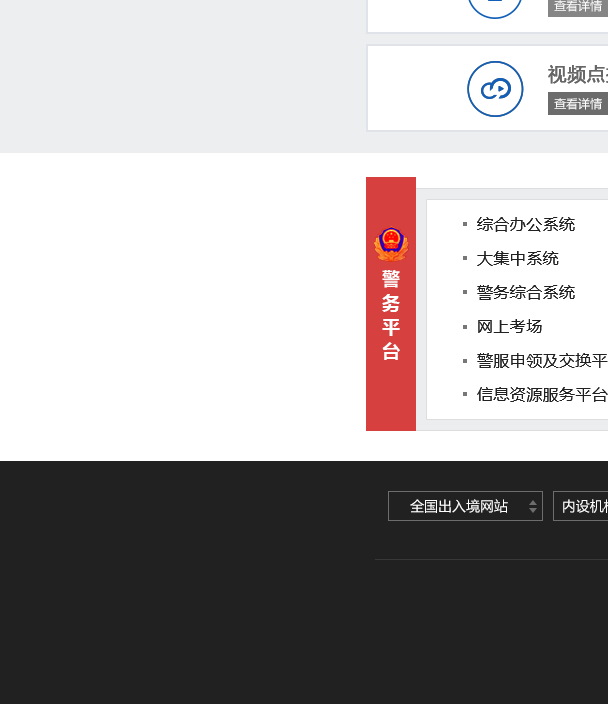 查看详情
视频点
查看详情
警务平台
综合办公系统
大集中系统
警务综合系统
网上考场
警服申领及交换平
信息资源服务平台
全国出入境网站
内设机